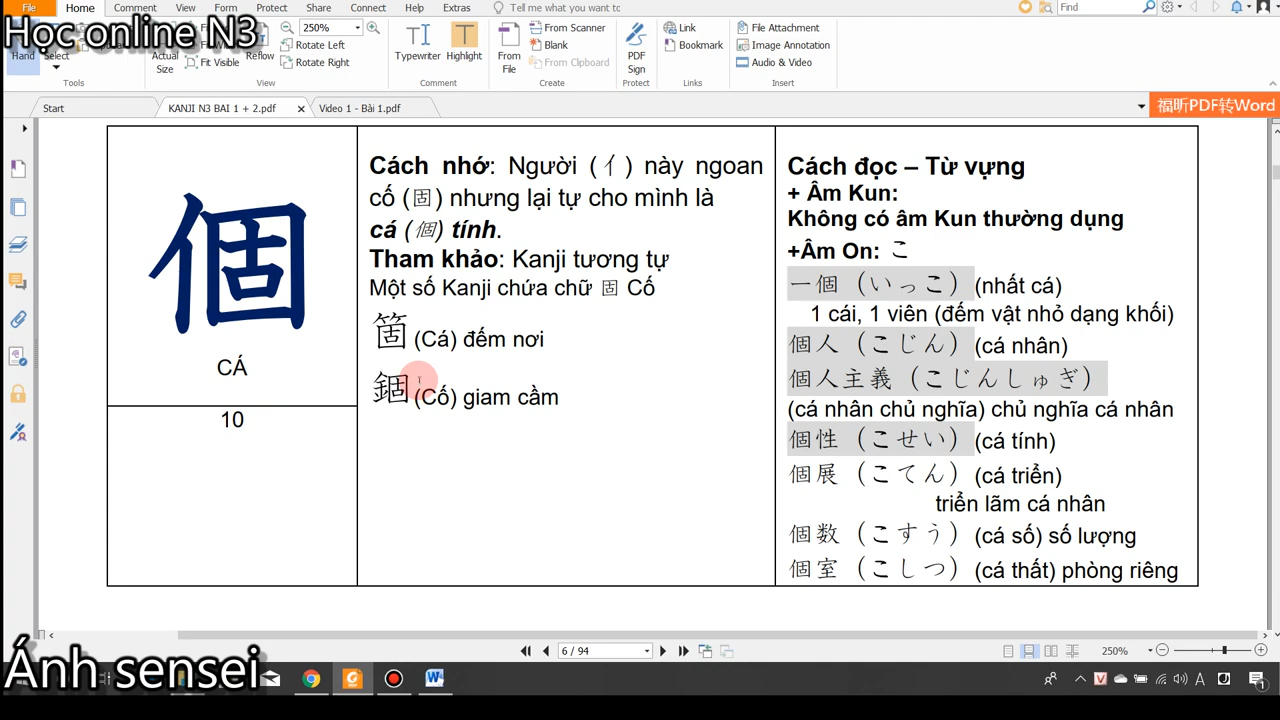 File Home Comment View Form Protect Share Connect Help Extras Tell me what you want tc Find
Học online N3
Hand Select Actual Size Fit Visible Reflow 250% Rotate Left Rotate Right Typewriter Highlight From File From Scanner Blank From Clipboard PDF Sign Link Bookmark File Attachment Image Annotation Audio & Video
Tools View Comment Create Protect Links Insert
Start KANJI N3 BAI 1 + 2.pdf Video 1 - Bài 1.pdf 福昕PDF转Word
個
CÁ
10
Cách nhớ: Người (亻) này ngoan
cố (固) nhưng lại tự cho mình là
cá (個) tính.
Tham khảo: Kanji tương tự
Một số Kanji chứa chữ 固 Cố
箇 (Cá) đếm nơi
錮 (Cố) giam cầm
Cách đọc – Từ vựng
+ Âm Kun:
Không có âm Kun thường dụng
+Âm On: こ
一個 (いっこ) (nhất cá)
1 cái, 1 viên (đếm vật nhỏ dạng khối)
個人 (こじん) (cá nhân)
個人主義 (こじんしゅぎ)
(cá nhân chủ nghĩa) chủ nghĩa cá nhân
個性 (こせい) (cá tính)
個展 (こてん) (cá triển)
triển lãm cá nhân
個数 (こすう) (cá số) số lượng
個室 (こしつ) (cá thất) phòng riêng
6 / 94 250%
Ánh sensei